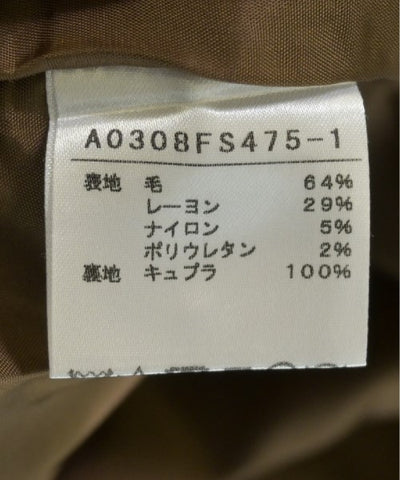 A0308FS475-1
表地 毛 64%
レーヨン 29%
ナイロン 5%
ポリウレタン 2%
裏地 キュプラ 100%